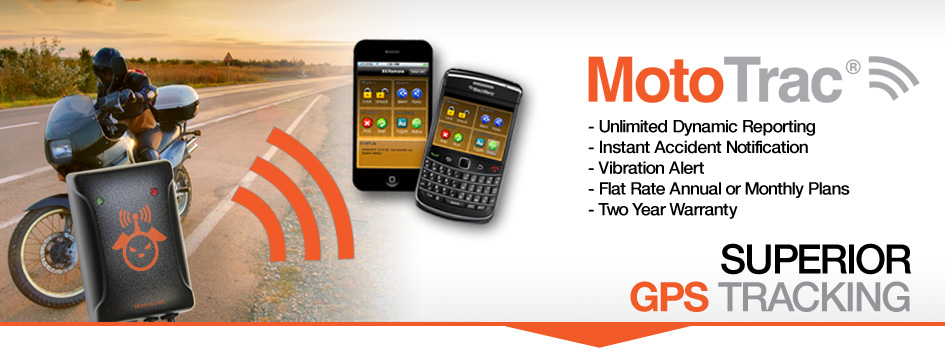 MotoTrac®
- Unlimited Dynamic Reporting
- Instant Accident Notification
- Vibration Alert
- Flat Rate Annual or Monthly Plans
- Two Year Warranty
SUPERIOR
GPS TRACKING
BlackBerry